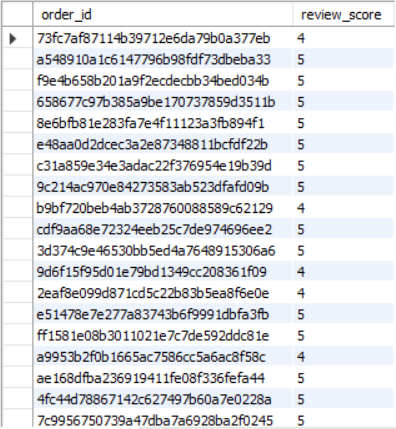 order_id review_score
73fc7af87114b39712e6da79b0a377eb 4
a548910a1c6147796b98fdf73dbeba33 5
f9e4b658b201a9f2ecdecbb34bed034b 5
658677c97b385a9be170737859d3511b 5
8e6bfb81e283fa7e4f11123a3fb894f1 5
e48aa0d2dcec3a2e87348811bcfdf22b 5
c31a859e34e3adac22f376954e19b39d 5
9c214ac970e84273583ab523dfafd09b 5
b9bf720beb4ab3728760088589c62129 4
cdf9aa68e72324eeb25c7de974696ee2 5
3d374c9e46530bb5ed4a7648915306a6 5
9d6f15f95d01e79bd1349cc208361f09 4
2eaf8e099d871cd5c22b83b5ea8f6e0e 4
e51478e7e277a83743b6f9991dbfa3fb 5
ff1581e08b3011021e7c7de592ddc81e 5
a9953b2f0b1665ac7586cc5a6ac8f58c 4
ae168dfba236919411fe08f336fefa44 5
4fc44d78867142c627497b60a7e0228a 5
7c9956750739a47dba7a6928ba2f0245 5